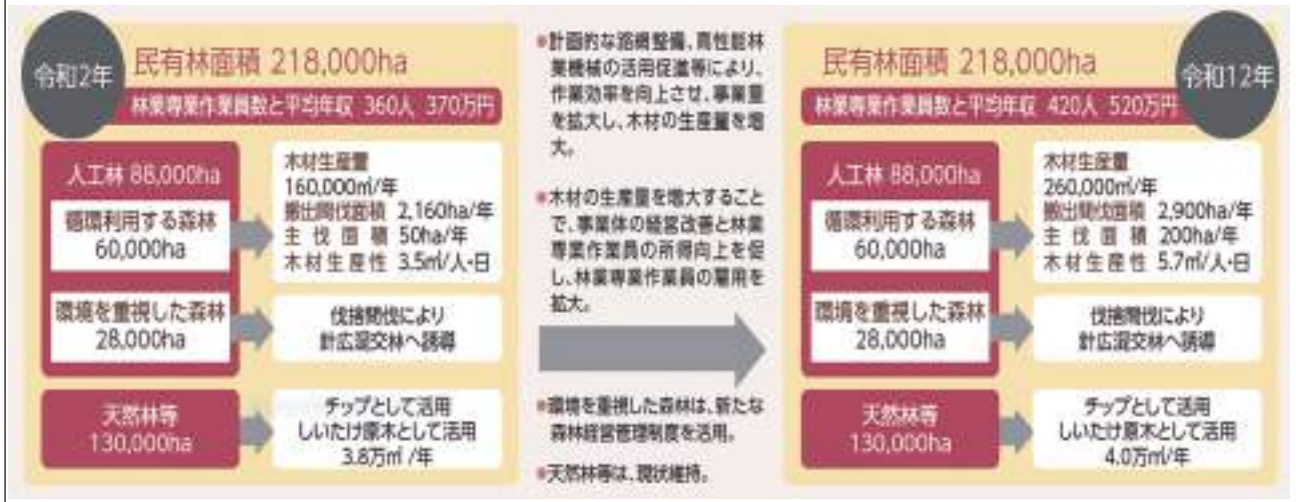 令和2年
民有林面積 218,000ha
林業専業作業員数と平均年収 360人 370万円
人工林 88,000ha
循環利用する森林
60,000ha
木材生産量
160,000㎥/年
搬出間伐面積 2,160ha/年
主伐面積 50ha/年
木材生産性 3.5㎥/人・日
環境を重視した森林
28,000ha
伐捨間伐により
針広混交林へ誘導
天然林等
130,000ha
チップとして活用
しいたけ原木として活用
3.8万㎥/年
●計画的な路網整備、高性能林
業機械の活用促進等により、
作業効率を向上させ、事業量
を拡大し、木材の生産量を増
大。
●木材の生産量を増大すること
で、事業体の経営改善と林業
専業作業員の所得向上を促
し、林業専業作業員の雇用を
拡大。
●環境を重視した森林は、新たな
森林経営管理制度を活用。
●天然林等は、現状維持。
令和12年
民有林面積 218,000ha
林業専業作業員数と平均年収 420人 520万円
人工林 88,000ha
循環利用する森林
60,000ha
木材生産量
260,000㎥/年
搬出間伐面積 2,900ha/年
主伐面積 200ha/年
木材生産性 5.7㎥/人・日
環境を重視した森林
28,000ha
伐捨間伐により
針広混交林へ誘導
天然林等
130,000ha
チップとして活用
しいたけ原木として活用
4.0万㎥/年